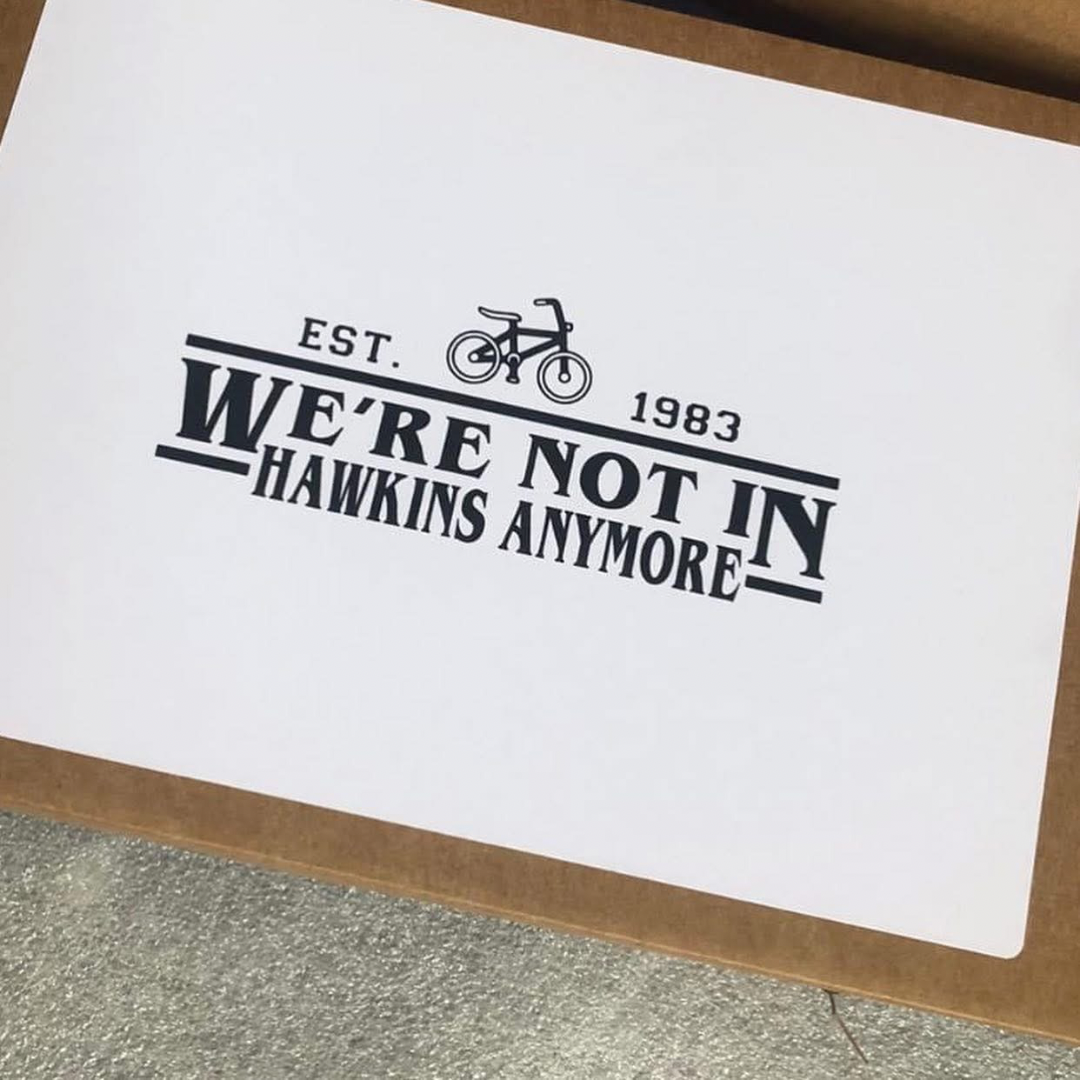 EST. 1983
WE'RE NOT IN
HAWKINS ANYMORE